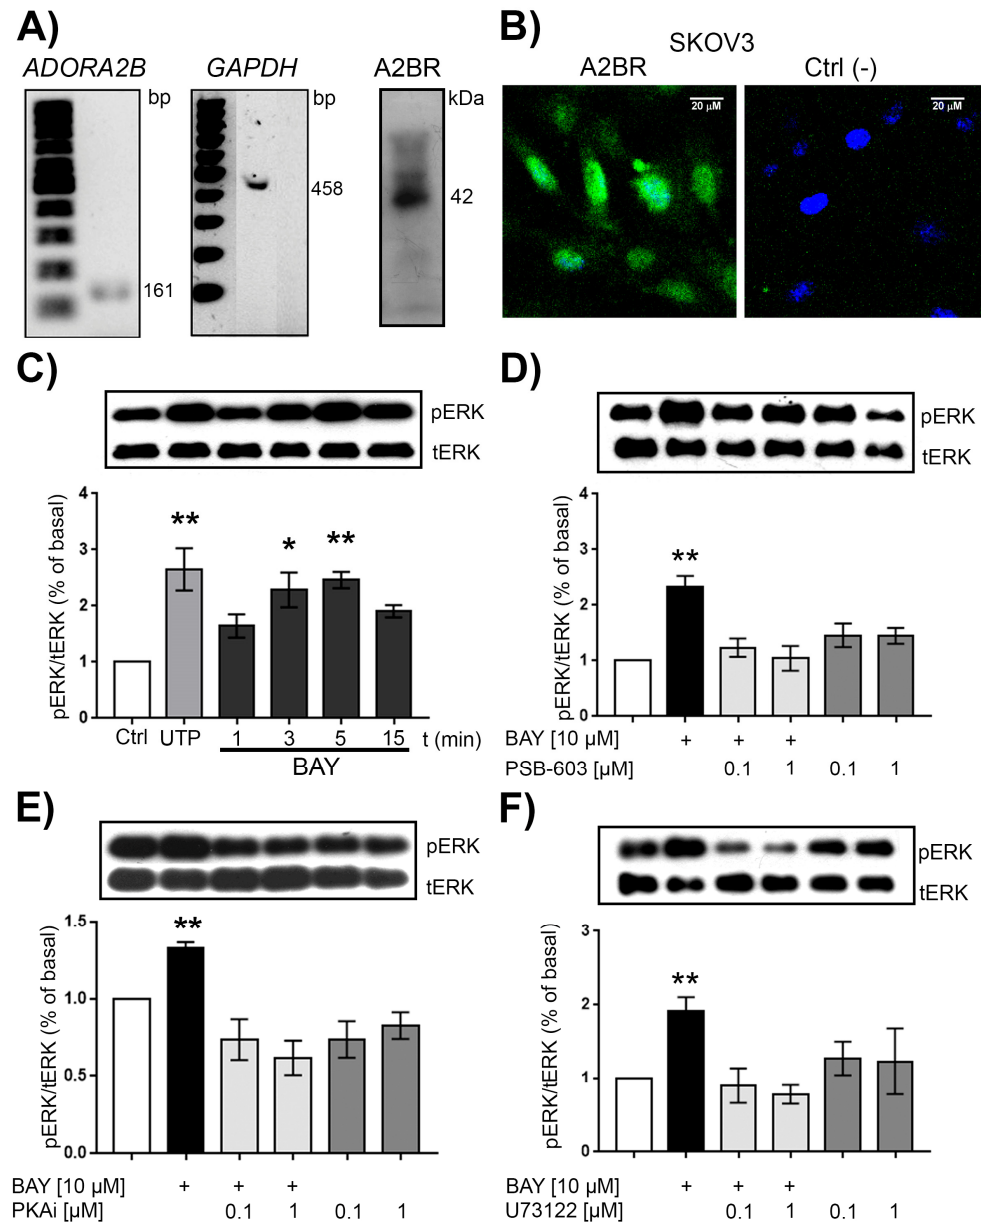 A)
ADORA2B
GAPDH
A2BR
bp
bp
kDa
161
458
42
B)
SKOV3
A2BR
Ctrl (-)
20 µM
20 µM
C)
pERK
tERK
pERK/tERK (% of basal)
4
3
2
1
0
** * **
Ctrl UTP 1 3 5 15 t (min)
BAY
D)
pERK
tERK
pERK/tERK (% of basal)
4
3
2
1
0
**
BAY [10 µM] + + +
PSB-603 [µM] 0.1 1 0.1 1
E)
pERK
tERK
pERK/tERK (% of basal)
1.5
1.0
0.5
0.0
**
BAY [10 µM] + + +
PKAi [µM] 0.1 1 0.1 1
F)
pERK
tERK
pERK/tERK (% of basal)
3
2
1
0
**
BAY [10 µM] + + +
U73122 [µM] 0.1 1 0.1 1